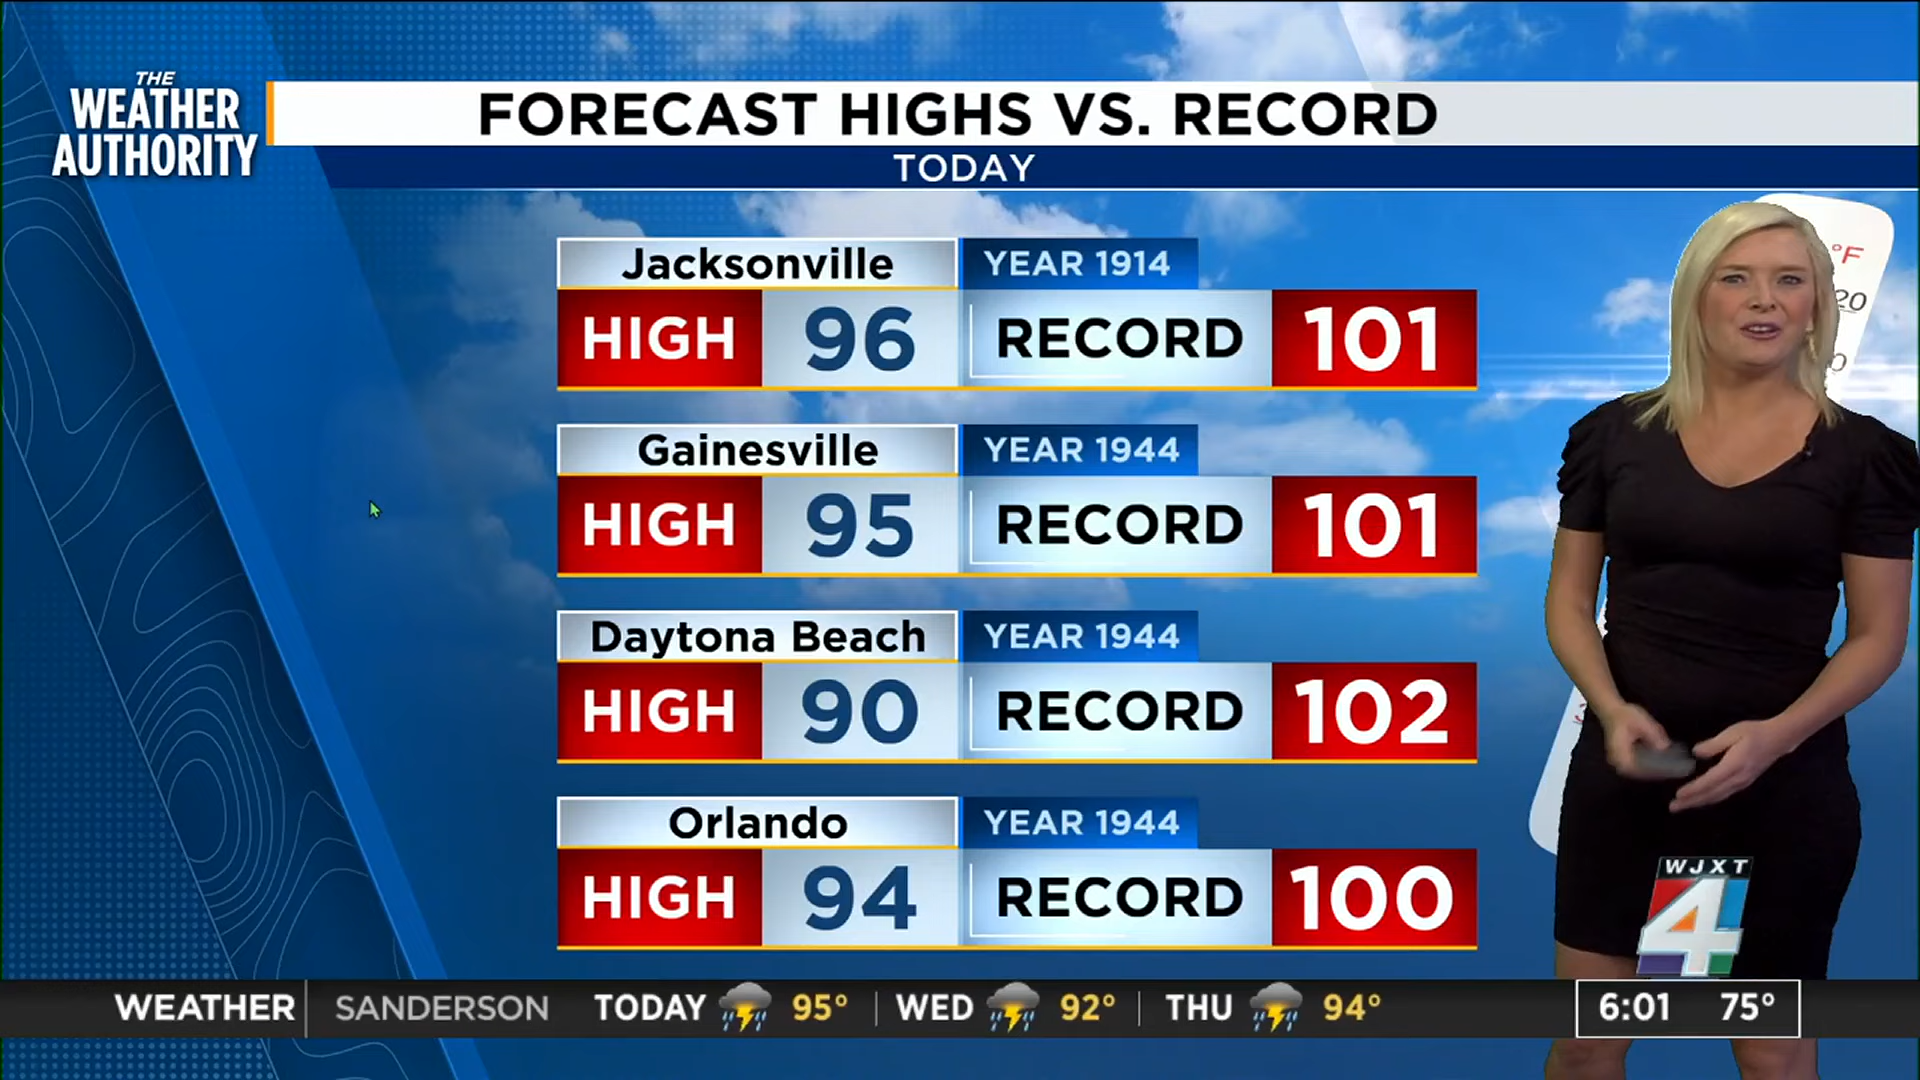 THE
WEATHER
AUTHORITY
FORECAST HIGHS VS. RECORD
TODAY
Jacksonville YEAR 1914
HIGH 96 RECORD 101
Gainesville YEAR 1944
HIGH 95 RECORD 101
Daytona Beach YEAR 1944
HIGH 90 RECORD 102
Orlando YEAR 1944
HIGH 94 RECORD 100
°F
20
0
WJXT
4
WEATHER SANDERSON TODAY 95° WED 92° THU 94° 6:01 75°